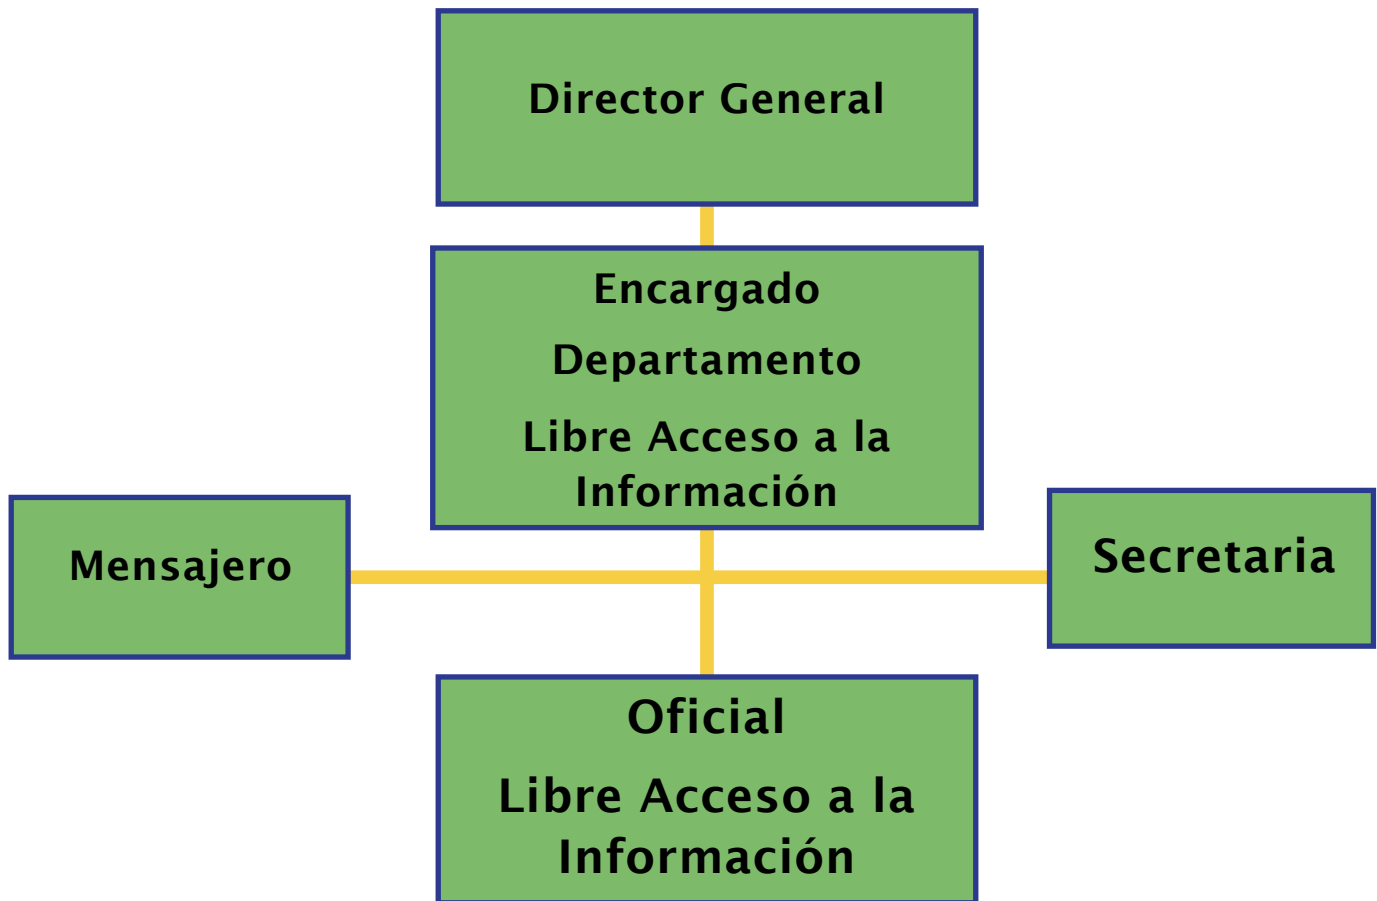 Director General
Encargado
Departamento
Libre Acceso a la
Información
Mensajero
Secretaria
Oficial
Libre Acceso a la
Información